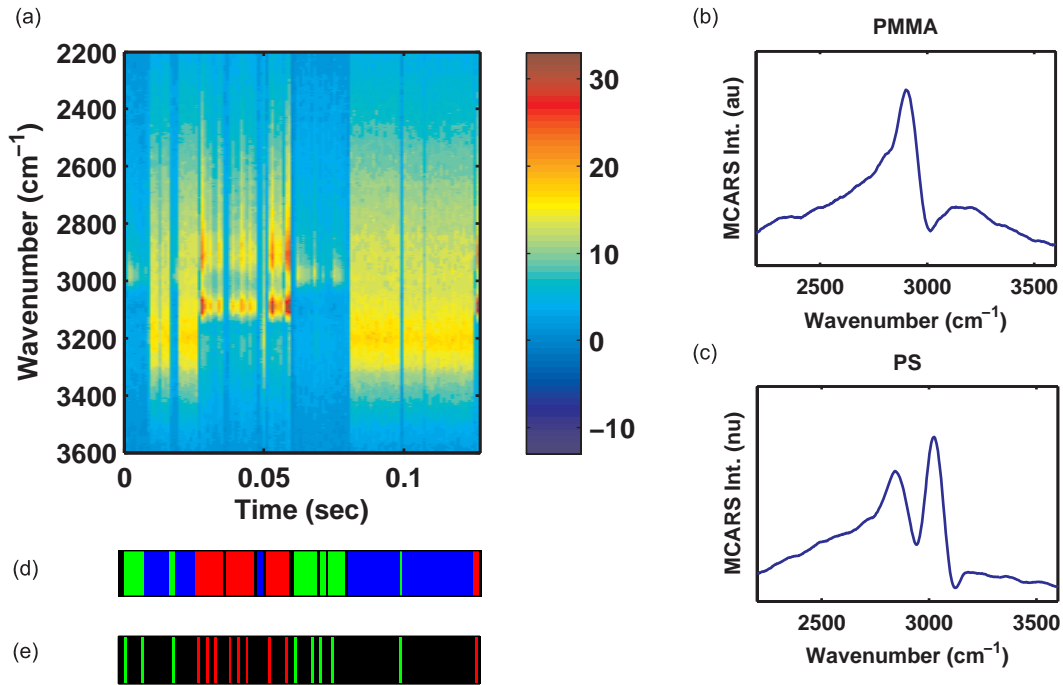 (a)
2200
2400
2600
2800
3000
3200
3400
3600
Wavenumber (cm⁻¹)
0
0.05
0.1
Time (sec)
30
20
10
0
−10
(b)
PMMA
MCARS Int. (au)
2500
3000
3500
Wavenumber (cm⁻¹)
(c)
PS
MCARS Int. (nu)
2500
3000
3500
Wavenumber (cm⁻¹)
(d)
(e)